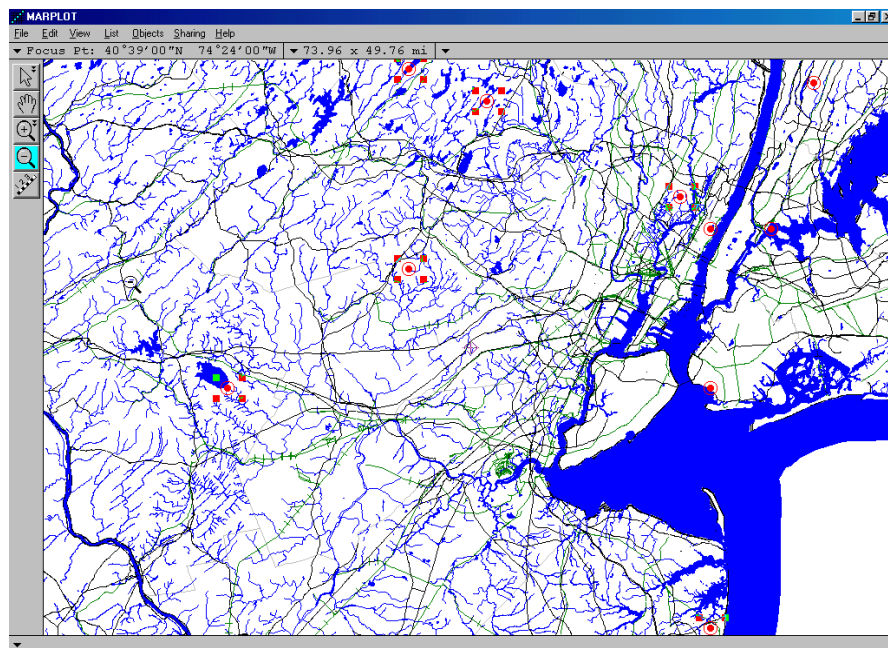 MARPLOT
File Edit View List Objects Sharing Help
Focus Pt: 40°39'00"N 74°24'00"W 73.96 x 49.76 mi